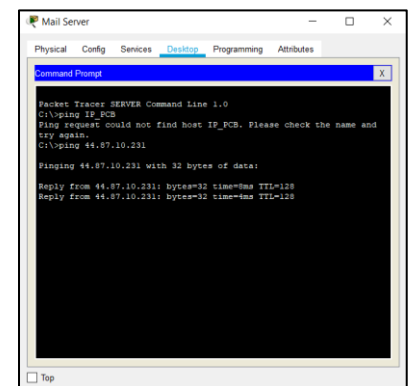 Mail Server
Physical Config Services Desktop Programming Attributes
Command Prompt X
Packet Tracer SERVER Command Line 1.0
C:\>ping IP_PCB
Ping request could not find host IP_PCB. Please check the name and
try again.
C:\>ping 44.87.10.231
Pinging 44.87.10.231 with 32 bytes of data:
Reply from 44.87.10.231: bytes=32 time=8ms TTL=128
Reply from 44.87.10.231: bytes=32 time=4ms TTL=128
Top